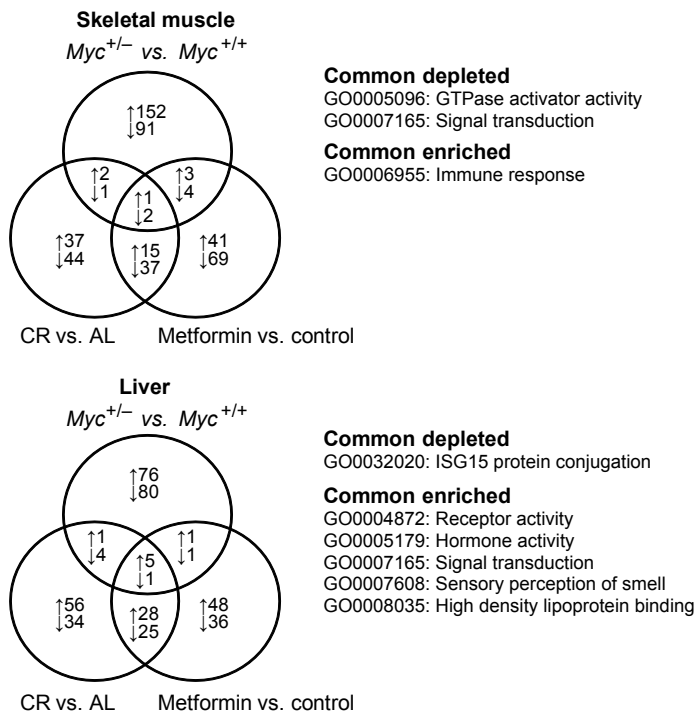 Skeletal muscle
Myc+/– vs. Myc+/+
↑152
↓91
↑2
↓1
↑3
↓4
↑1
↓2
↑37
↓44
↑15
↓37
↑41
↓69
CR vs. AL
Metformin vs. control
Common depleted
GO0005096: GTPase activator activity
GO0007165: Signal transduction
Common enriched
GO0006955: Immune response
Liver
Myc+/– vs. Myc+/+
↑76
↓80
↑1
↓4
↑1
↓1
↑5
↓1
↑56
↓34
↑28
↓25
↑48
↓36
CR vs. AL
Metformin vs. control
Common depleted
GO0032020: ISG15 protein conjugation
Common enriched
GO0004872: Receptor activity
GO0005179: Hormone activity
GO0007165: Signal transduction
GO0007608: Sensory perception of smell
GO0008035: High density lipoprotein binding